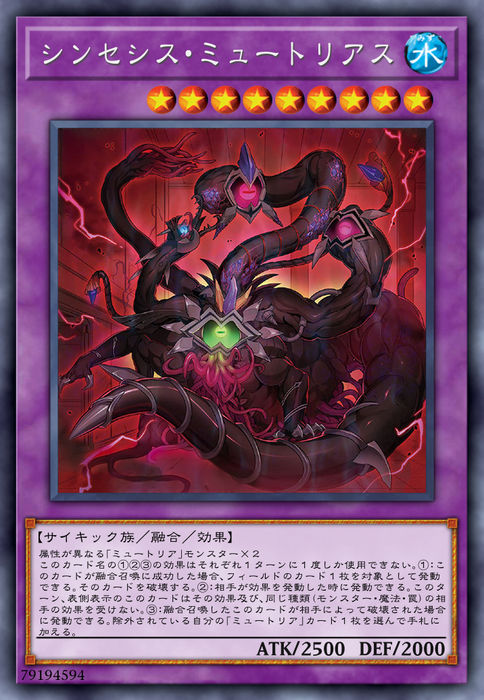 シンセシス・ミュートリアス
みず
水
【サイキック族／融合／効果】
属性が異なる「ミュートリア」モンスター×２
このカード名の①②③の効果はそれぞれ１ターンに１度しか使用できない。①：こ
のカードが融合召喚に成功した場合、フィールドのカード１枚を対象として発動
できる。そのカードを破壊する。②：相手が効果を発動した時に発動できる。このタ
ーン、表側表示のこのカードはその効果及び、同じ種類（モンスター・魔法・罠）の相
手の効果を受けない。③：融合召喚したこのカードが相手によって破壊された場合
に発動できる。除外されている自分の「ミュートリア」カード１枚を選んで手札に
加える。
ATK/2500 DEF/2000
79194594